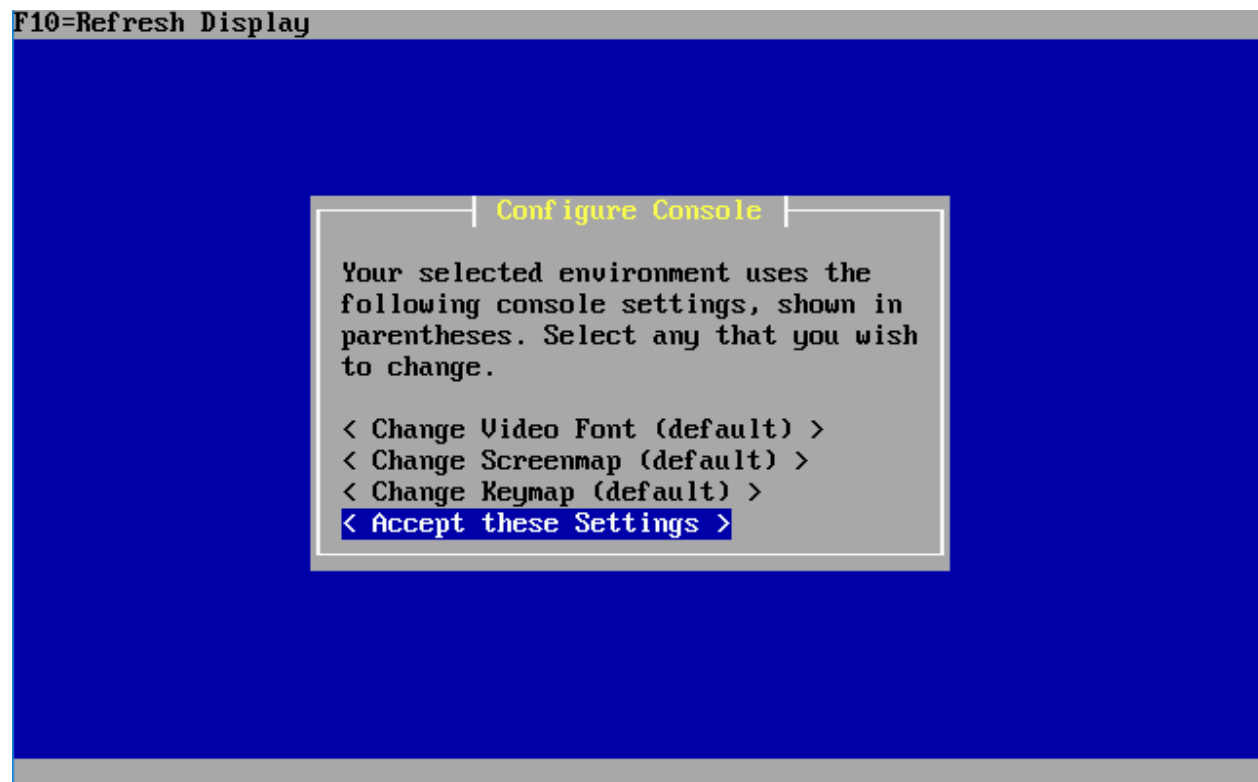 F10=Refresh Display
Configure Console
Your selected environment uses the
following console settings, shown in
parentheses. Select any that you wish
to change.
< Change Video Font (default) >
< Change Screenmap (default) >
< Change Keymap (default) >
< Accept these Settings >